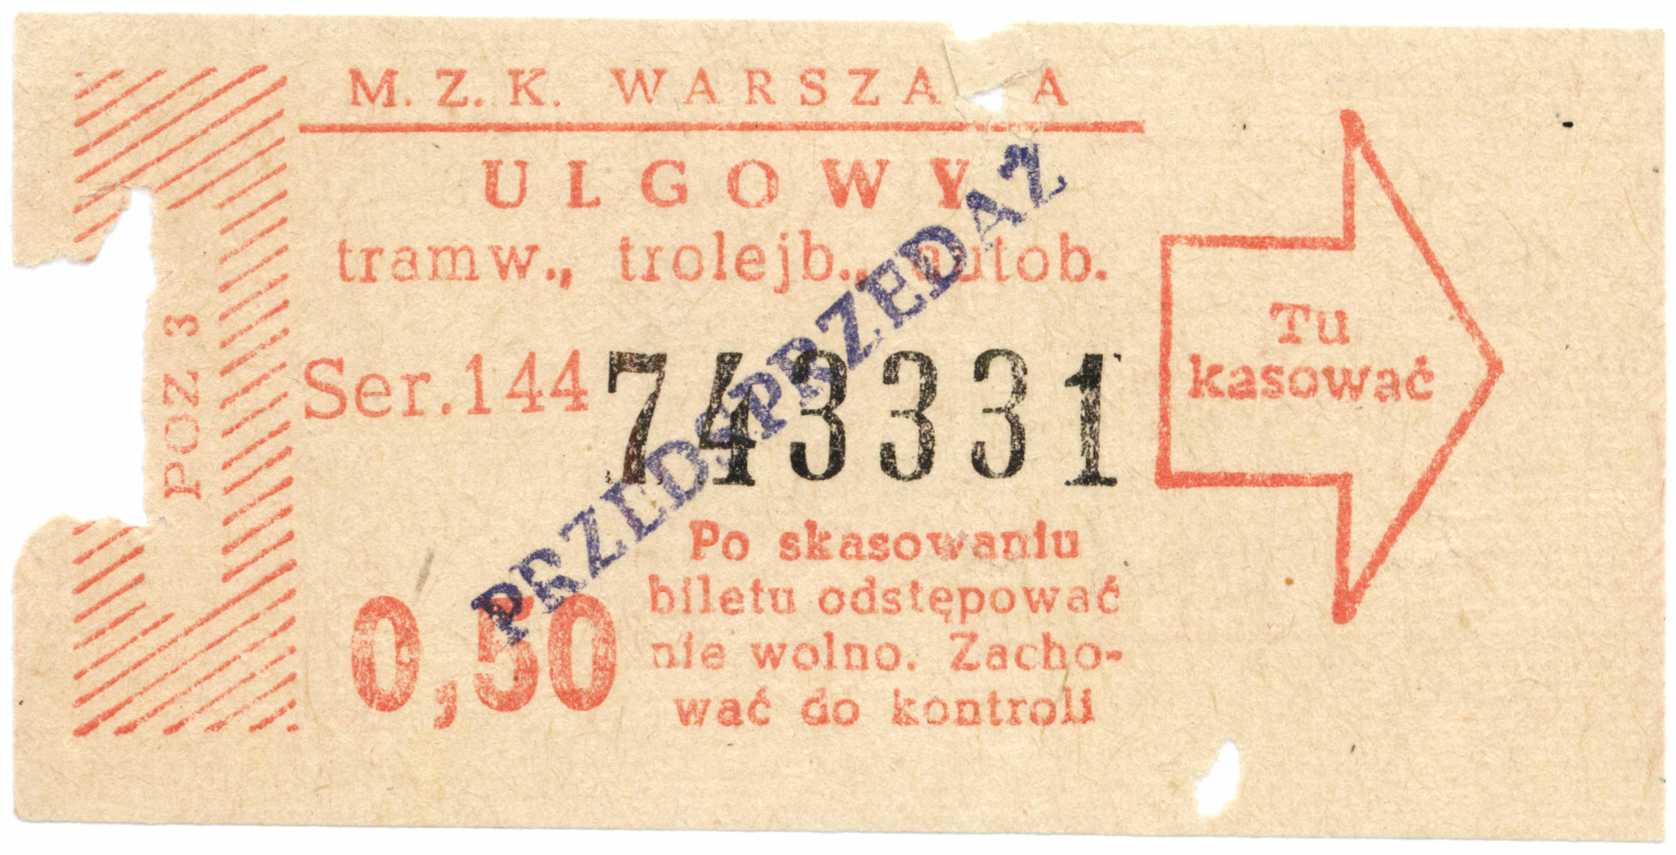 M. Z. K. WARSZA A
ULGOWY
tramw., trolejb., autob.
Ser.144 743331
PRZEDSPRZEDAŻ
Tu
kasować
POZ 3
0,50
Po skasowaniu
biletu odstępować
nie wolno. Zacho-
wać do kontroli